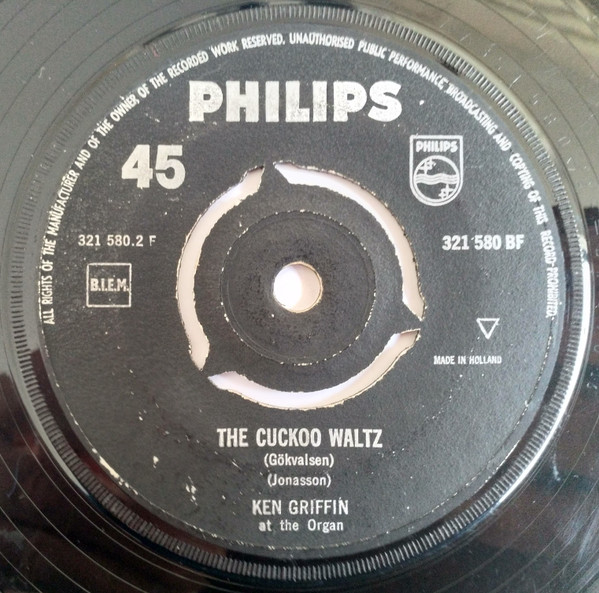 ALL RIGHTS OF THE MANUFACTURER AND OF THE OWNER OF THE RECORDED WORK RESERVED. UNAUTHORISED PUBLIC PERFORMANCE, BROADCASTING AND COPYING OF THIS RECORD PROHIBITED.
PHILIPS
45
PHILIPS
321 580.2 F
321 580 BF
B.I.E.M.
MADE IN HOLLAND
THE CUCKOO WALTZ
(Gökvalsen)
(Jonasson)
KEN GRIFFIN
at the Organ